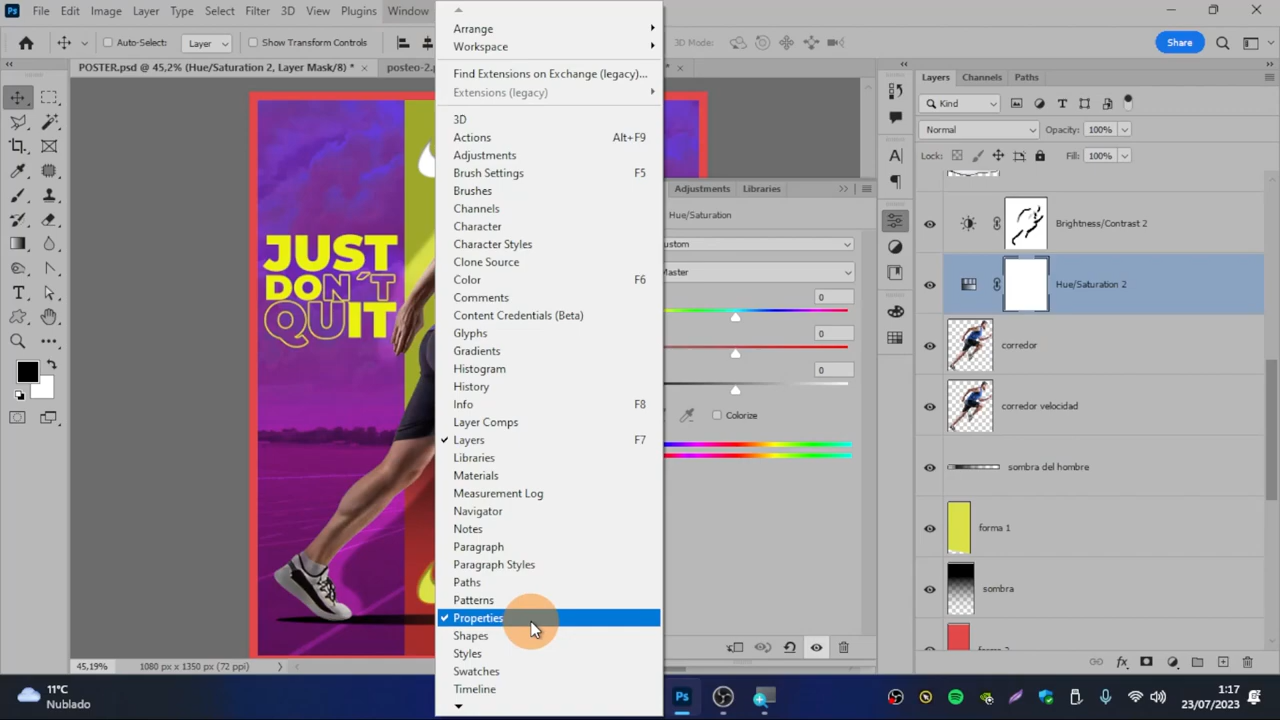 Ps File Edit Image Layer Type Select Filter 3D View Plugins Window
Auto-Select: Layer Show Transform Controls 3D Mode: Share
POSTER.psd @ 45,2% (Hue/Saturation 2, Layer Mask/8) * × posteo-2.
Arrange
Workspace
Find Extensions on Exchange (legacy)...
Extensions (legacy)
3D
Actions Alt+F9
Adjustments
Brush Settings F5
Brushes
Channels
Character
Character Styles
Clone Source
Color F6
Comments
Content Credentials (Beta)
Glyphs
Gradients
Histogram
History
Info F8
Layer Comps
Layers F7
Libraries
Materials
Measurement Log
Navigator
Notes
Paragraph
Paragraph Styles
Paths
Patterns
Properties
Shapes
Styles
Swatches
Timeline
JUST
DON´T
QUIT
Adjustments Libraries
Hue/Saturation
ustom
Master
0
0
0
Colorize
Layers Channels Paths
Kind
Normal Opacity: 100%
Lock: Fill: 100%
Brightness/Contrast 2
Hue/Saturation 2
corredor
corredor velocidad
sombra del hombre
forma 1
sombra
45,19% 1080 px x 1350 px (72 ppi)
11°C
Nublado
Ps
1:17
23/07/2023